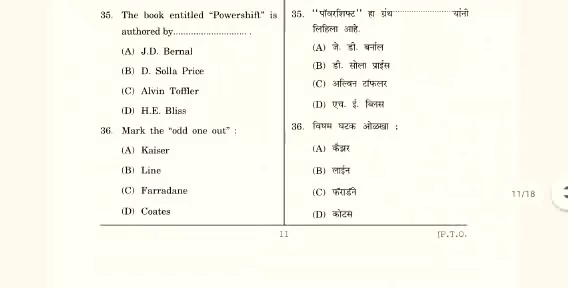 35. The book entitled "Powershift" is
authored by............................ .
(A) J.D. Bernal
(B) D. Solla Price
(C) Alvin Toffler
(D) H.E. Bliss
36. Mark the "odd one out" :
(A) Kaiser
(B) Line
(C) Farradane
(D) Coates
35. "पॉवरशिफ्ट" हा ग्रंथ ............................ यांनी
लिहिला आहे.
(A) जे. डी. बर्नाल
(B) डी. सोला प्राईस
(C) अल्विन टॉफलर
(D) एच. ई. ब्लिस
36. विषम घटक ओळखा :
(A) कैझर
(B) लाईन
(C) फॅराडॅने
(D) कोटस
11
[P.T.O.
11/18